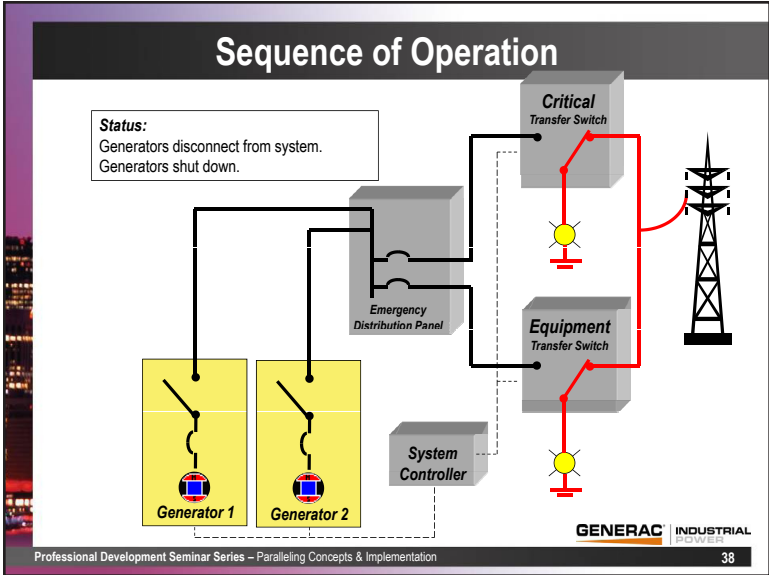 Sequence of Operation
Status:
Generators disconnect from system.
Generators shut down.
Critical
Transfer Switch
Emergency
Distribution Panel
Equipment
Transfer Switch
System
Controller
Generator 1
Generator 2
GENERAC INDUSTRIAL
POWER
Professional Development Seminar Series – Paralleling Concepts & Implementation
38